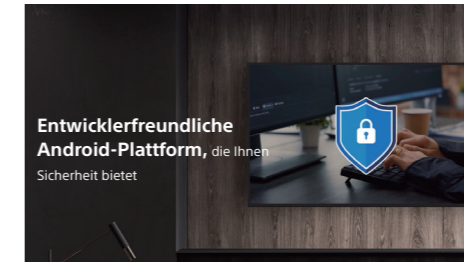 Entwicklerfreundliche
Android-Plattform, die Ihnen
Sicherheit bietet